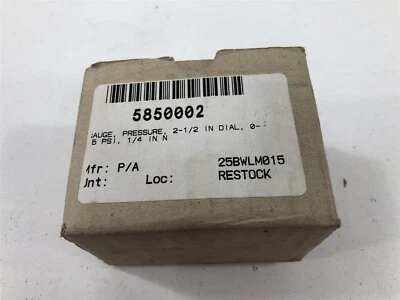 5850002
GAUGE, PRESSURE, 2-1/2 IN DIAL, 0-
5 PSI, 1/4 IN N
Mfr: P/A 25BWLM015
Unt: Loc: RESTOCK